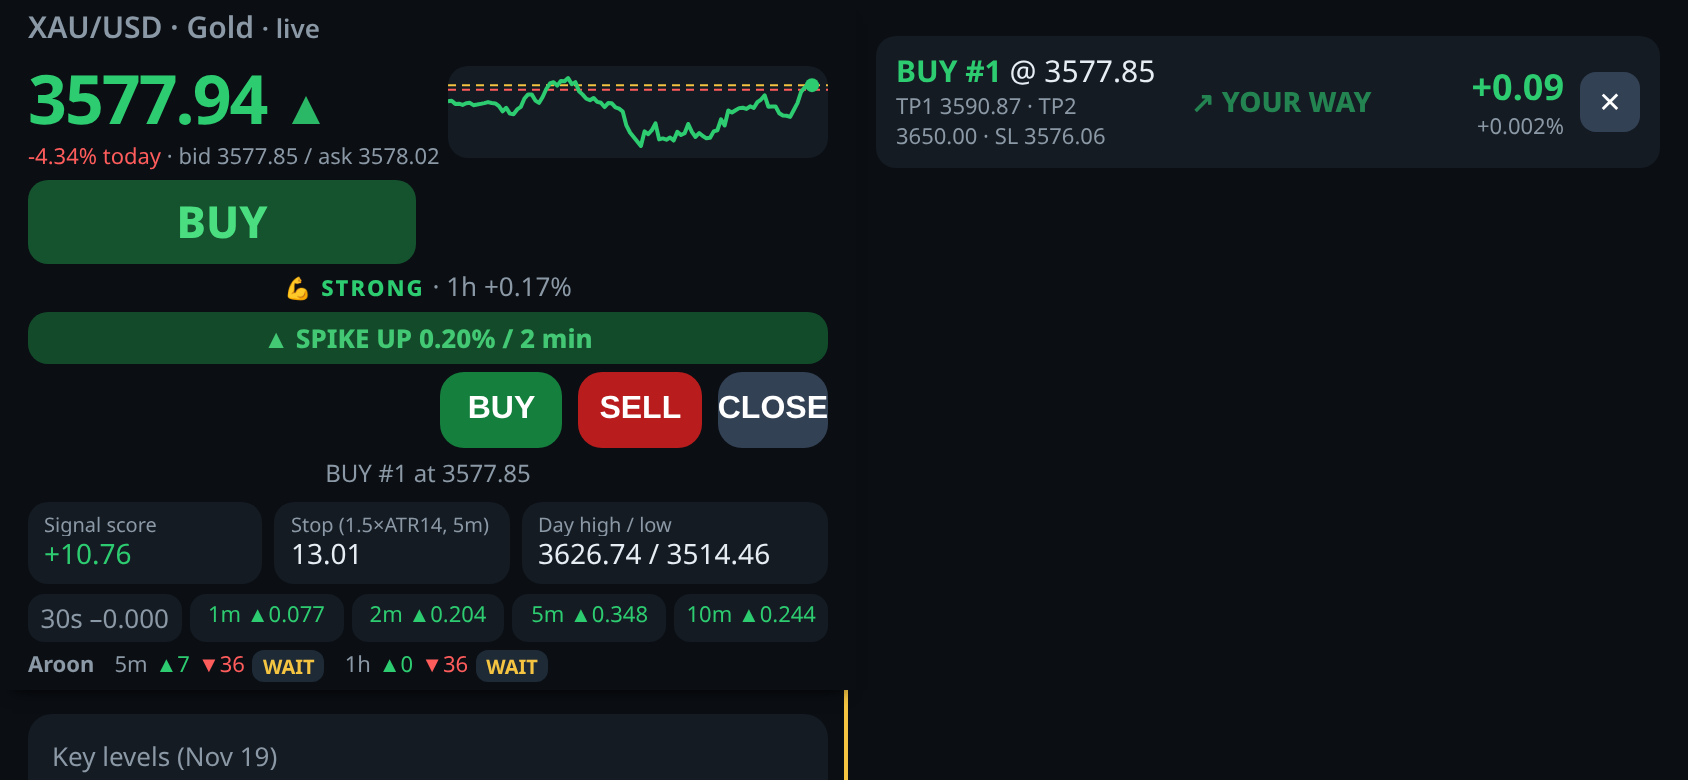 XAU/USD · Gold · live
3577.94 ▲
-4.34% today · bid 3577.85 / ask 3578.02
BUY
💪 STRONG · 1h +0.17%
▲ SPIKE UP 0.20% / 2 min
BUY SELL CLOSE
BUY #1 at 3577.85
Signal score
+10.76
Stop (1.5×ATR14, 5m)
13.01
Day high / low
3626.74 / 3514.46
30s –0.000 1m ▲0.077 2m ▲0.204 5m ▲0.348 10m ▲0.244
Aroon 5m ▲7 ▼36 WAIT 1h ▲0 ▼36 WAIT
Key levels (Nov 19)
BUY #1 @ 3577.85
TP1 3590.87 · TP2
3650.00 · SL 3576.06
↗ YOUR WAY
+0.09
+0.002%
✕